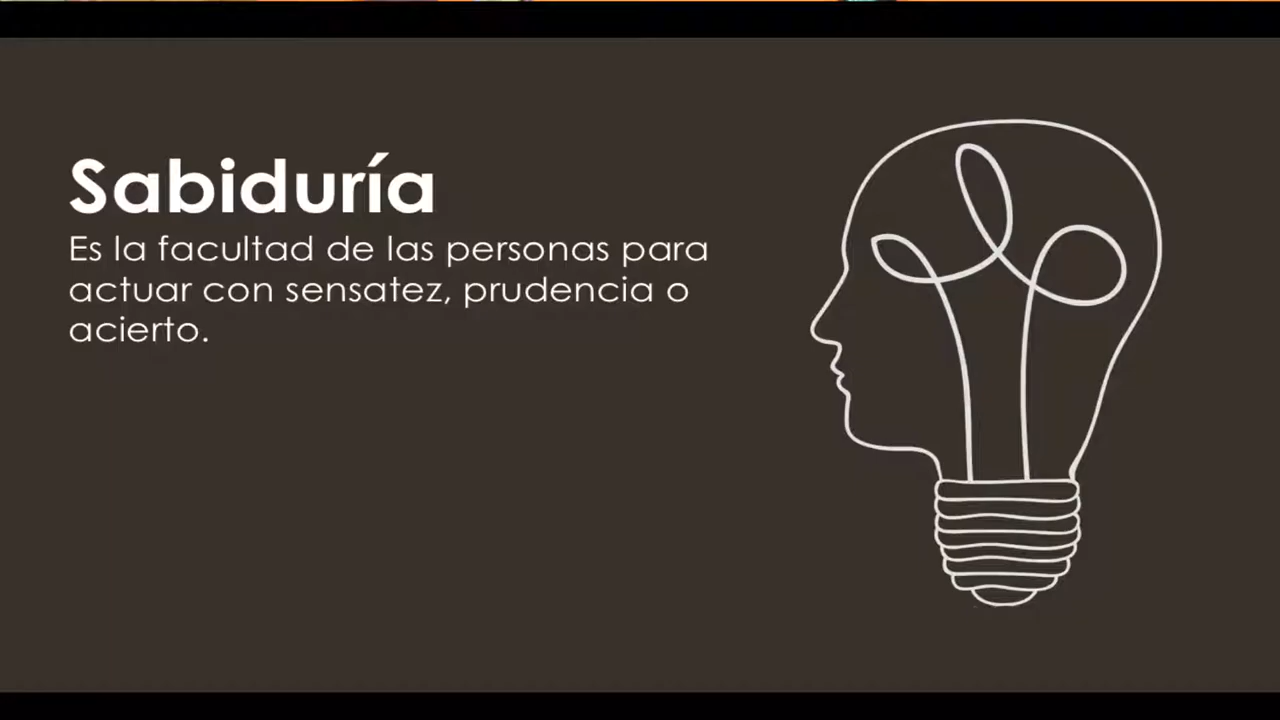 Sabiduría
Es la facultad de las personas para
actuar con sensatez, prudencia o
acierto.